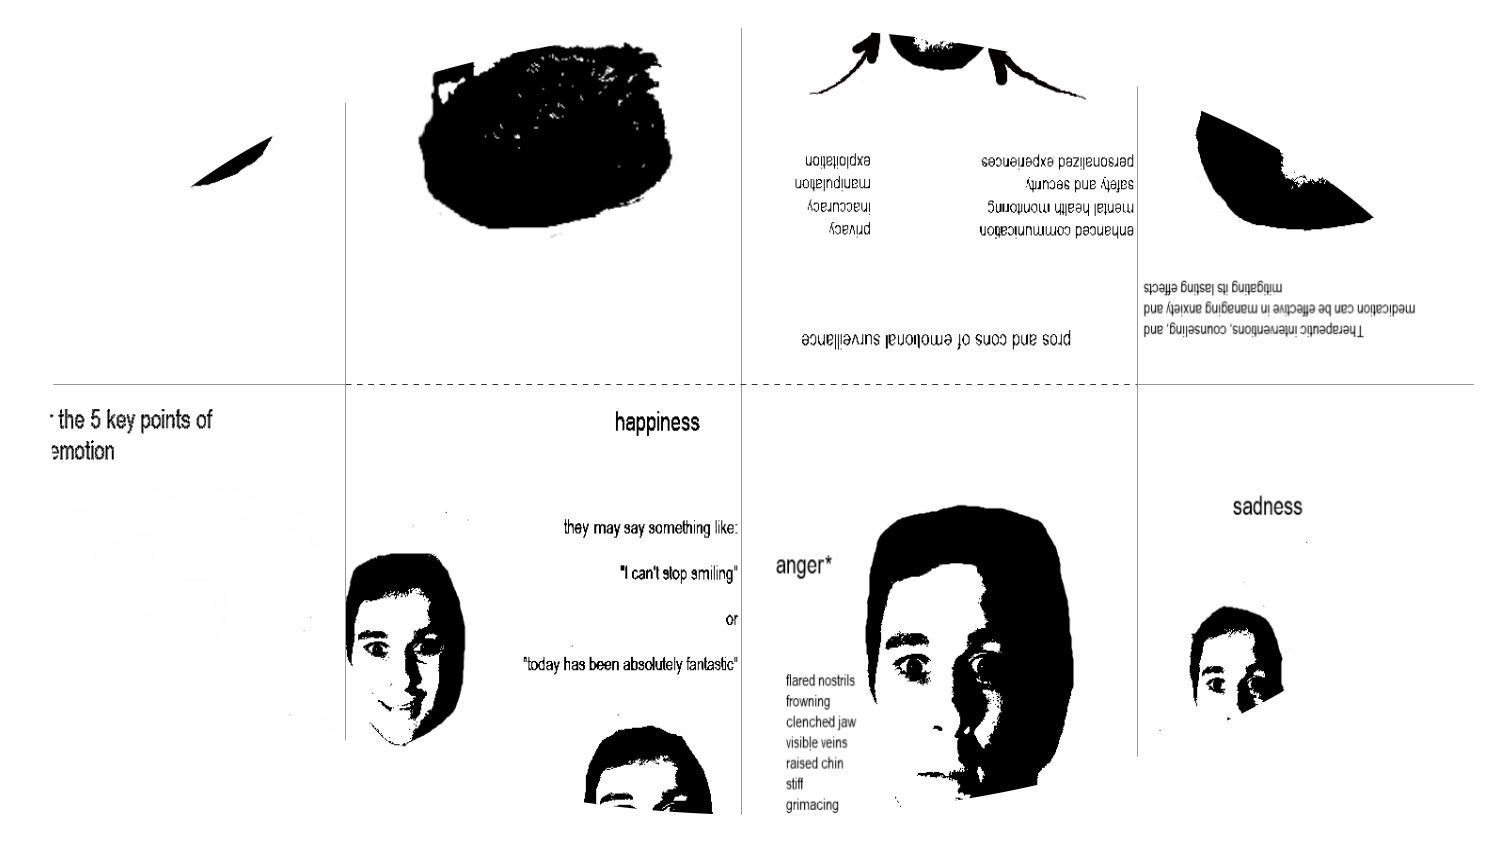 pros and cons of emotional surveillance
enhanced communication
mental health monitoring
safety and security
personalized experiences
privacy
inaccuracy
manipulation
exploitation
Therapeutic interventions, counseling, and
medication can be effective in managing anxiety and
mitigating its lasting effects
the 5 key points of
emotion
happiness
they may say something like:
"I can't stop smiling"
or
"today has been absolutely fantastic"
anger*
flared nostrils
frowning
clenched jaw
visible veins
raised chin
stiff
grimacing
sadness